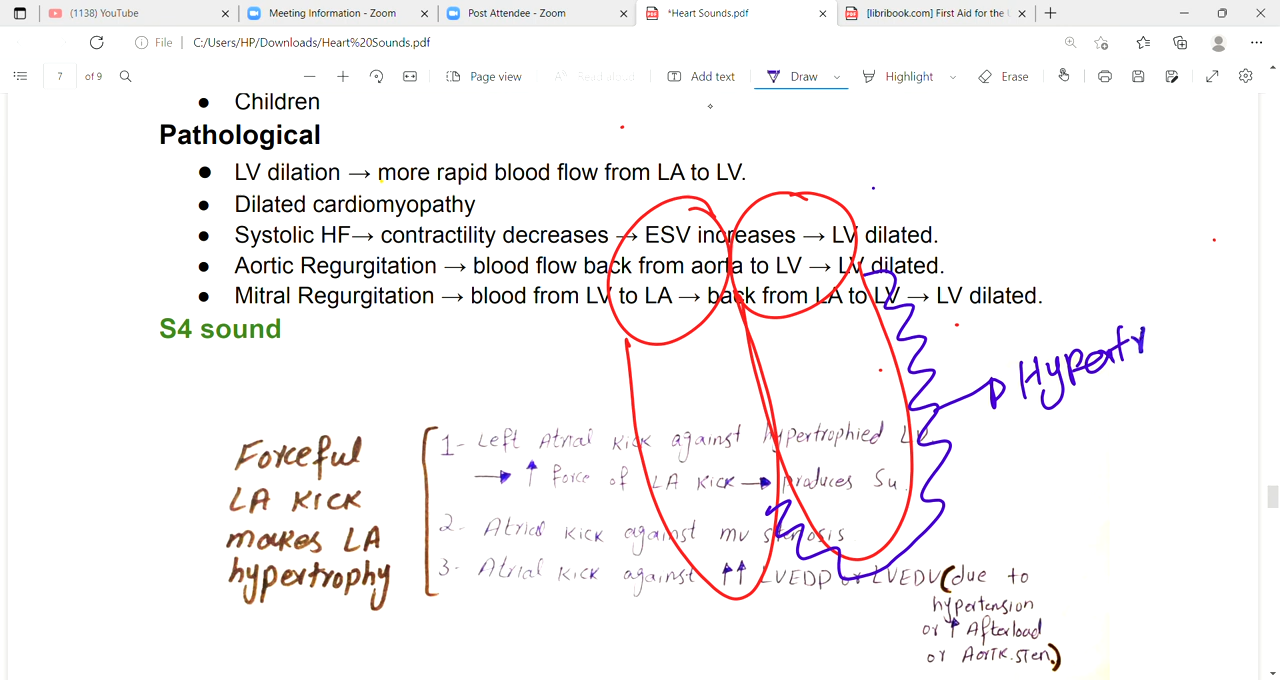 (1138) YouTube
Meeting Information - Zoom
Post Attendee - Zoom
*Heart Sounds.pdf
[libribook.com] First Aid for the
File | C:/Users/HP/Downloads/Heart%20Sounds.pdf
7 of 9
Page view
Read aloud
Add text
Draw
Highlight
Erase
● Children
Pathological
● LV dilation → more rapid blood flow from LA to LV.
● Dilated cardiomyopathy
● Systolic HF→ contractility decreases → ESV increases → LV dilated.
● Aortic Regurgitation → blood flow back from aorta to LV → LV dilated.
● Mitral Regurgitation → blood from LV to LA → back from LA to LV → LV dilated.
S4 sound
Hypertr
Forceful
LA KICK
makes LA
hypertrophy
1- Left Atrial Kick against hypertrophied LV
→ ↑ force of LA Kick → produces S4.
2- Atrial Kick against mv stenosis
3- Atrial Kick against ↑↑ LVEDP or LVEDV (due to
hypertension
or ↑ Afterload
or Aortic.sten.)